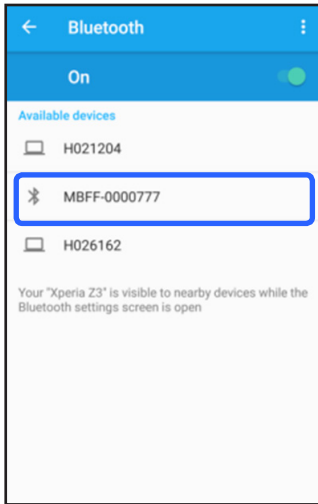 Bluetooth
On
Available devices
H021204
MBFF-0000777
H026162
Your "Xperia Z3" is visible to nearby devices while the
Bluetooth settings screen is open